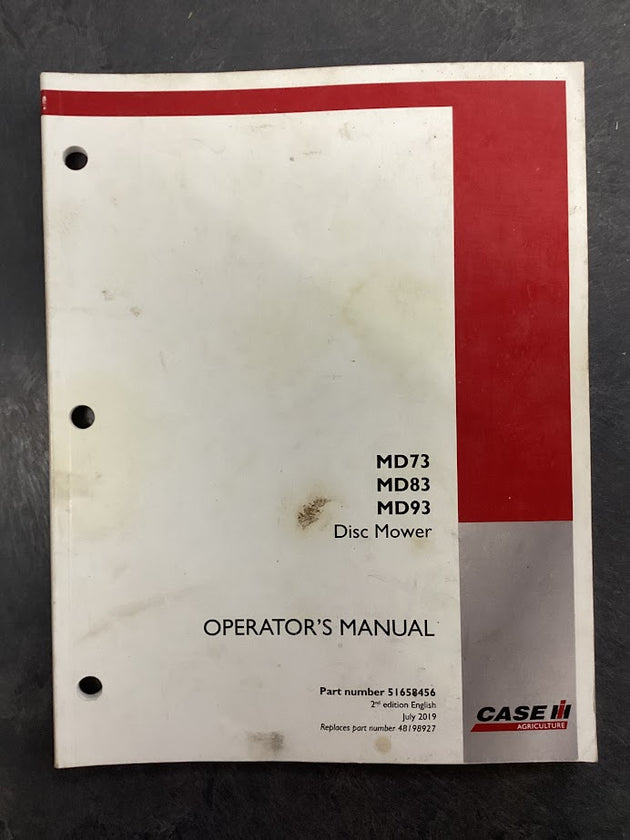 MD73
MD83
MD93
Disc Mower
OPERATOR'S MANUAL
Part number 51658456
2nd edition English
July 2019
Replaces part number 48198927
CASE IH
AGRICULTURE